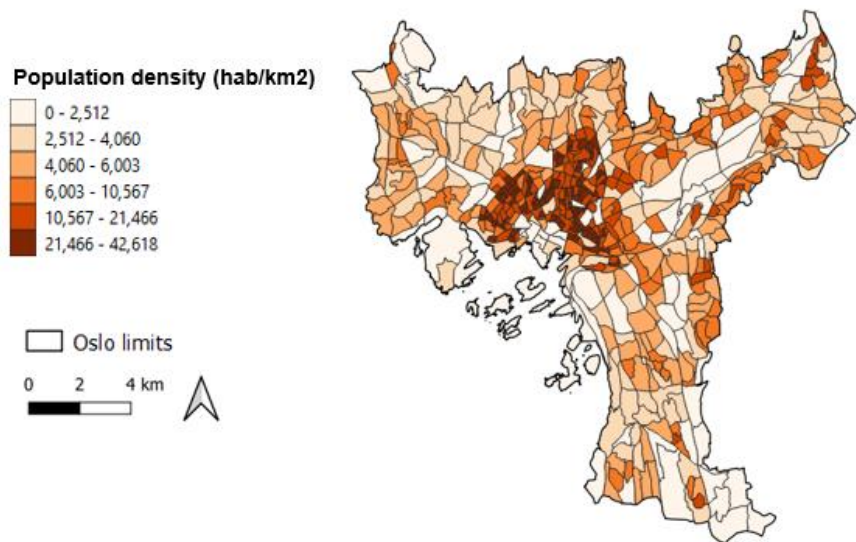 Population density (hab/km2)
0 - 2,512
2,512 - 4,060
4,060 - 6,003
6,003 - 10,567
10,567 - 21,466
21,466 - 42,618
Oslo limits
0 2 4 km